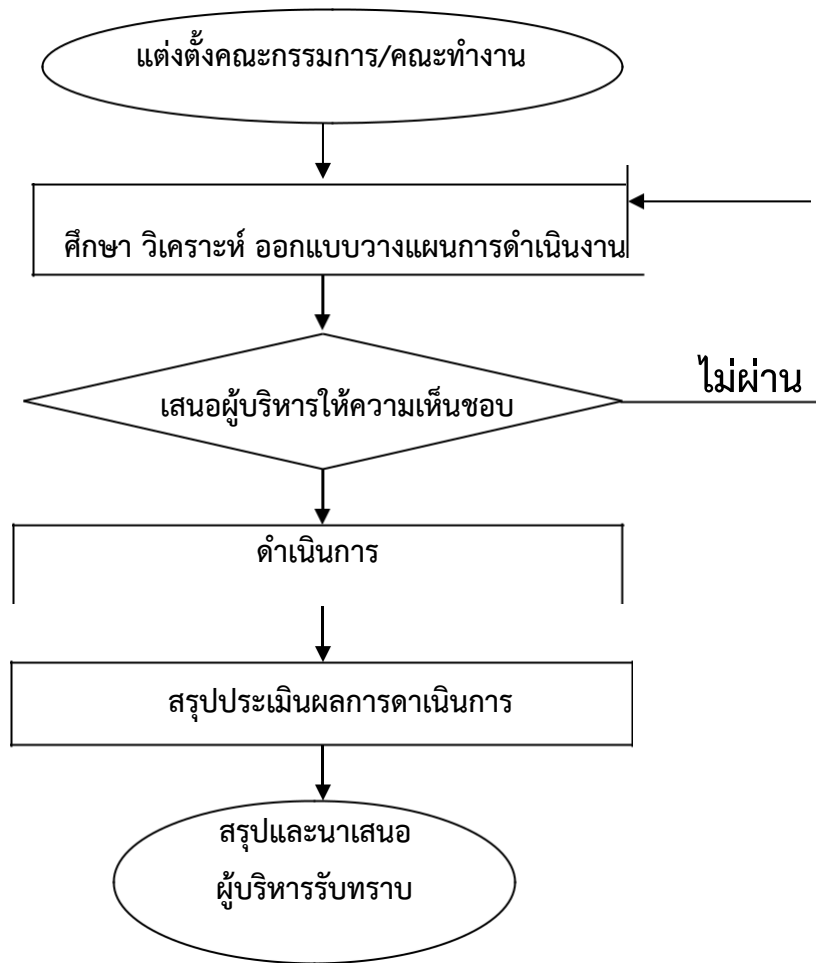 แต่งตั้งคณะกรรมการ/คณะทำงาน
ศึกษา วิเคราะห์ ออกแบบวางแผนการดำเนินงาน
เสนอผู้บริหารให้ความเห็นชอบ
ไม่ผ่าน
ดำเนินการ
สรุปประเมินผลการดาเนินการ
สรุปและนาเสนอ
ผู้บริหารรับทราบ